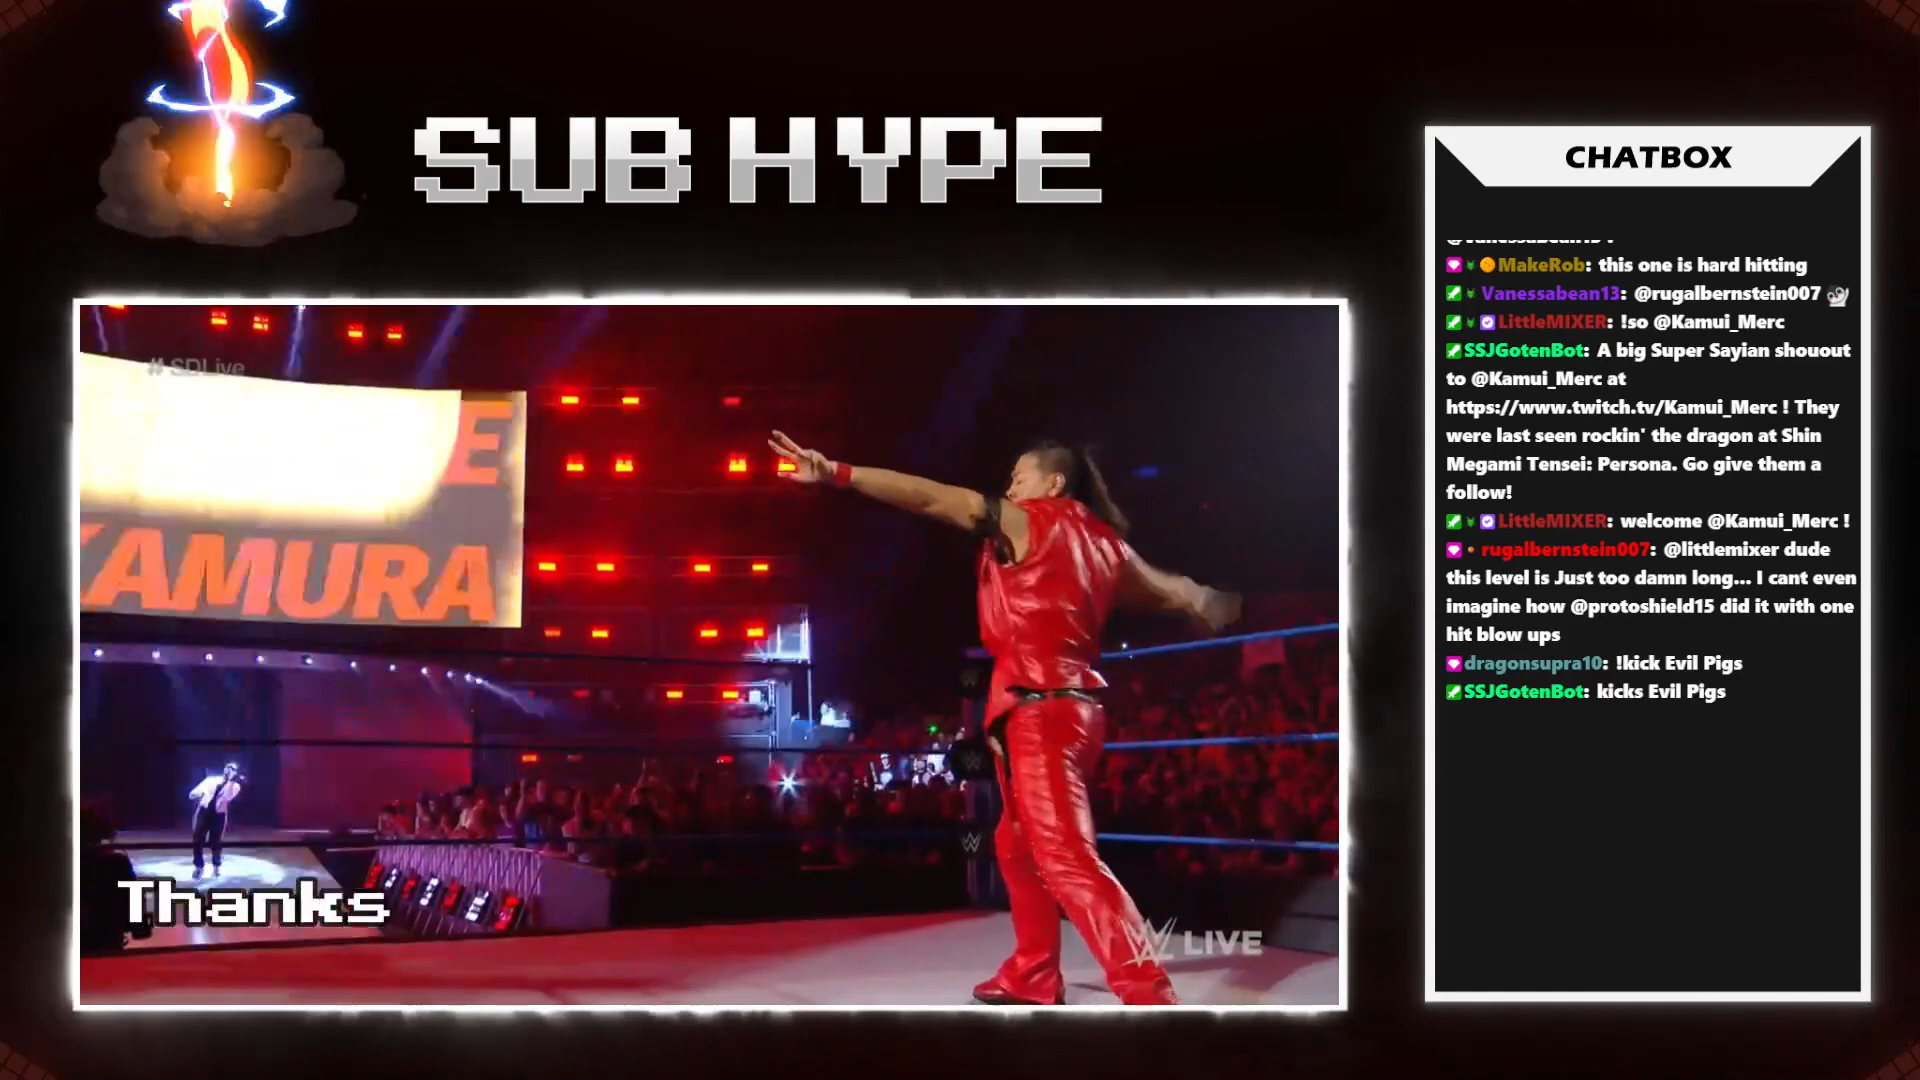 SUB HYPE
CHATBOX
MakeRob: this one is hard hitting
Vanessabean13: @rugalbernstein007
LittleMIXER: !so @Kamui_Merc
SSJGotenBot: A big Super Sayian shouout
to @Kamui_Merc at
https://www.twitch.tv/Kamui_Merc ! They
were last seen rockin' the dragon at Shin
Megami Tensei: Persona. Go give them a
follow!
LittleMIXER: welcome @Kamui_Merc !
rugalbernstein007: @littlemixer dude
this level is Just too damn long... I cant even
imagine how @protoshield15 did it with one
hit blow ups
dragonsupra10: !kick Evil Pigs
SSJGotenBot: kicks Evil Pigs
#SDLive
E
KAMURA
Thanks
W LIVE